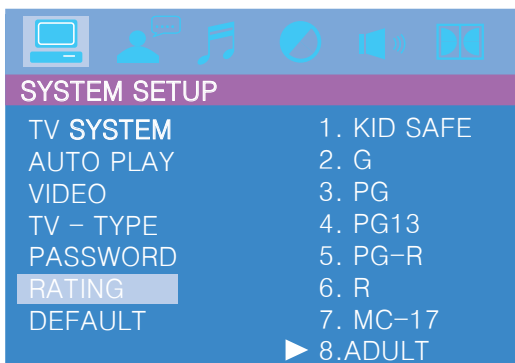 SYSTEM SETUP
TV SYSTEM
AUTO PLAY
VIDEO
TV - TYPE
PASSWORD
RATING
DEFAULT
1. KID SAFE
2. G
3. PG
4. PG13
5. PG-R
6. R
7. MC-17
8.ADULT